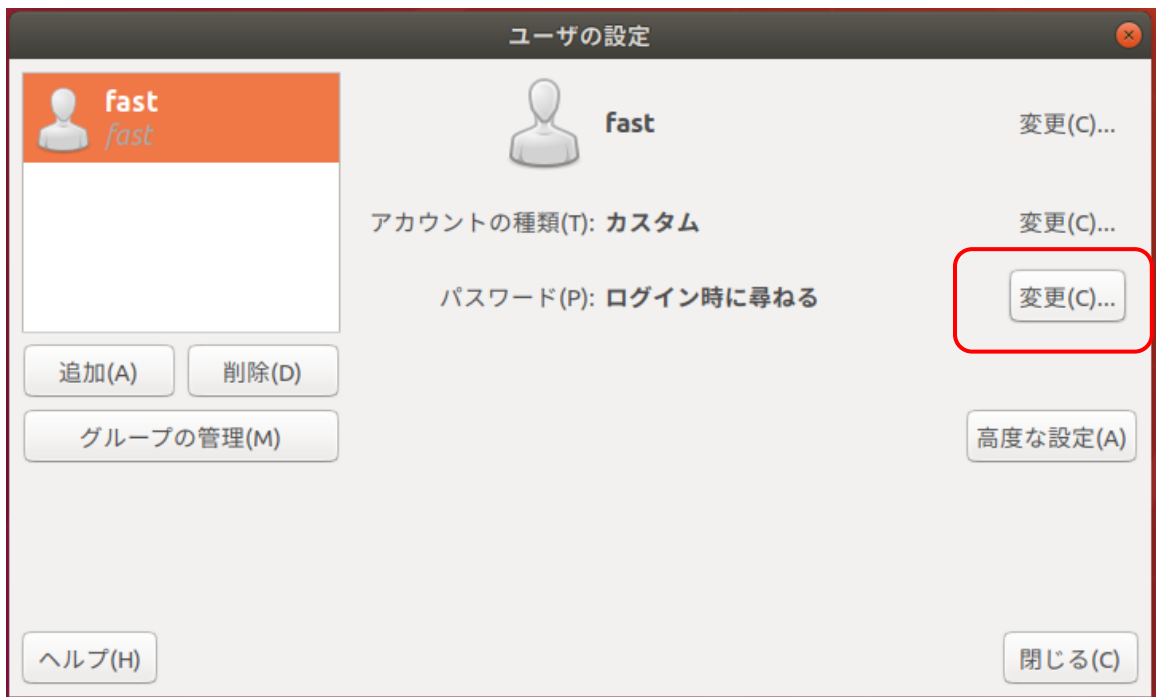 ユーザの設定
fast
fast
fast
変更(C)...
アカウントの種類(T): カスタム
変更(C)...
パスワード(P): ログイン時に尋ねる
変更(C)...
追加(A)
削除(D)
グループの管理(M)
高度な設定(A)
ヘルプ(H)
閉じる(C)